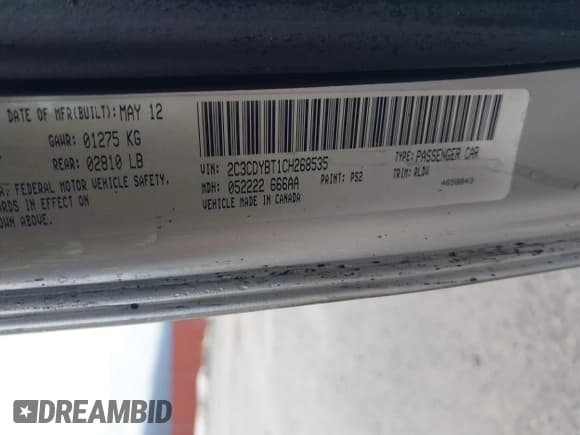 DATE OF MFR(BUILT): MAY 12
GAWR: 01275 KG
REAR: 02810 LB
FEDERAL MOTOR VEHICLE SAFETY,
RDS IN EFFECT ON
OWN ABOVE.
VIN: 2C3CDYBT1CH268535
MDH: 052222 666AA
PAINT: PS2
VEHICLE MADE IN CANADA
TYPE: PASSENGER CAR
TRIM: RLDV
DREAMBID